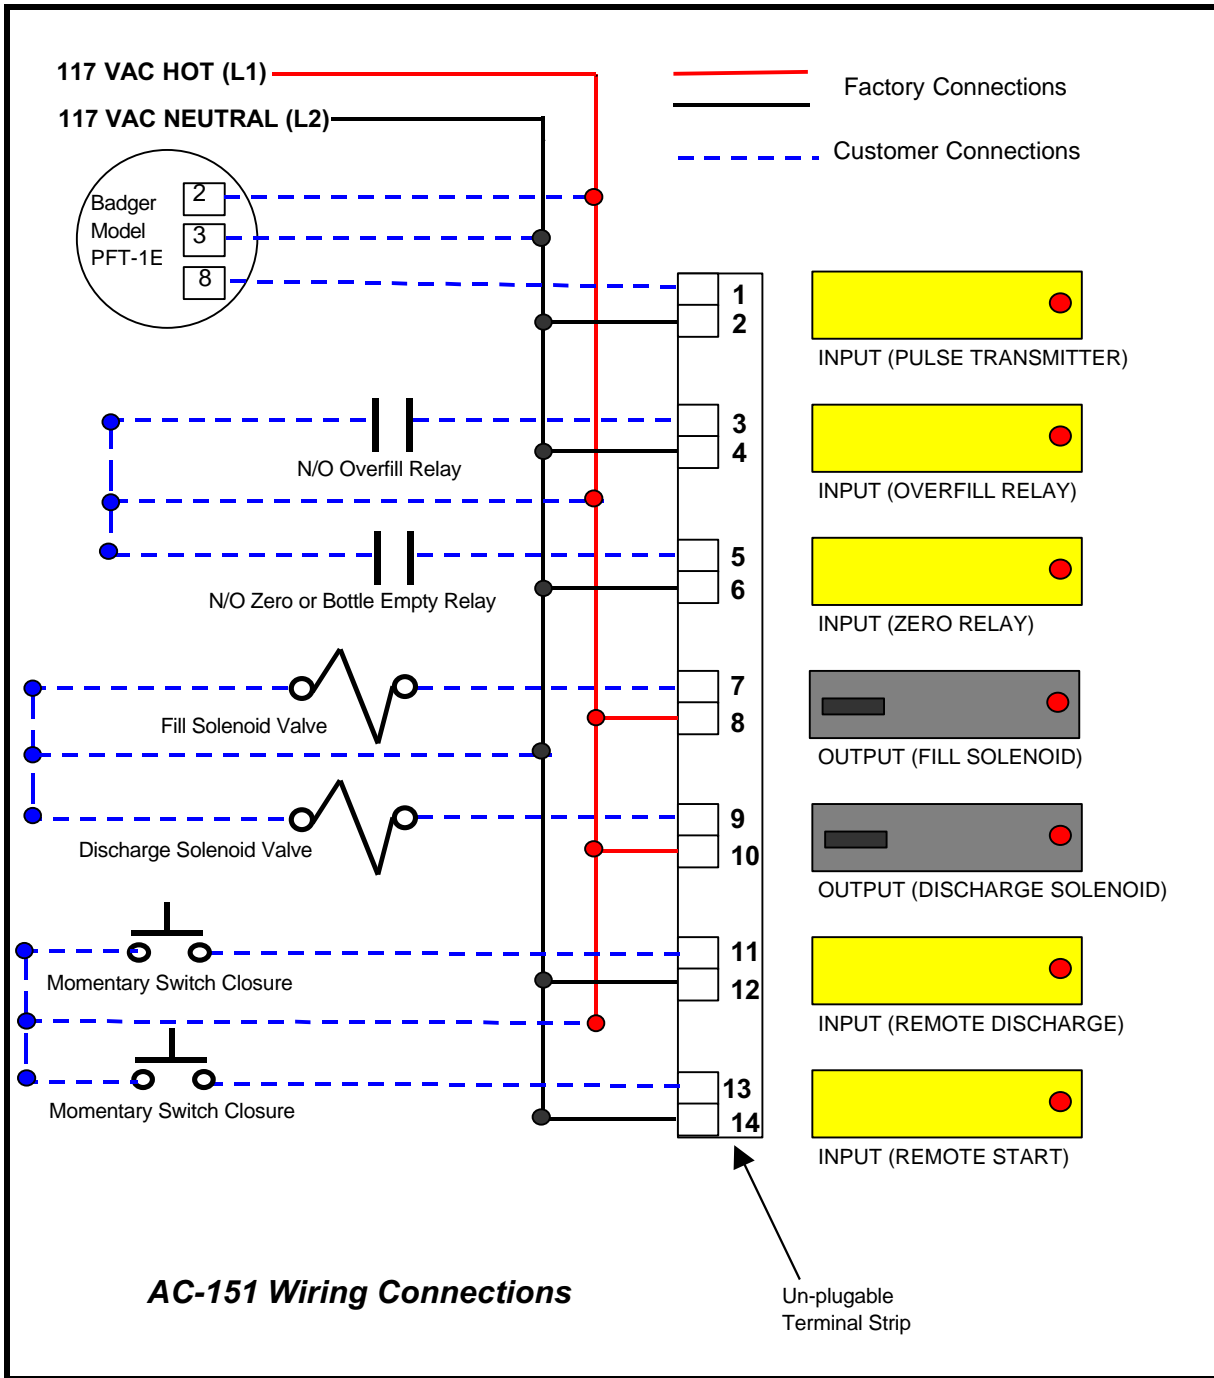 117 VAC HOT (L1)
117 VAC NEUTRAL (L2)
Factory Connections
Customer Connections
Badger
Model
PFT-1E
2
3
8
1
2
INPUT (PULSE TRANSMITTER)
N/O Overfill Relay
3
4
INPUT (OVERFILL RELAY)
N/O Zero or Bottle Empty Relay
5
6
INPUT (ZERO RELAY)
Fill Solenoid Valve
7
8
OUTPUT (FILL SOLENOID)
Discharge Solenoid Valve
9
10
OUTPUT (DISCHARGE SOLENOID)
Momentary Switch Closure
11
12
INPUT (REMOTE DISCHARGE)
Momentary Switch Closure
13
14
INPUT (REMOTE START)
AC-151 Wiring Connections
Un-plugable
Terminal Strip